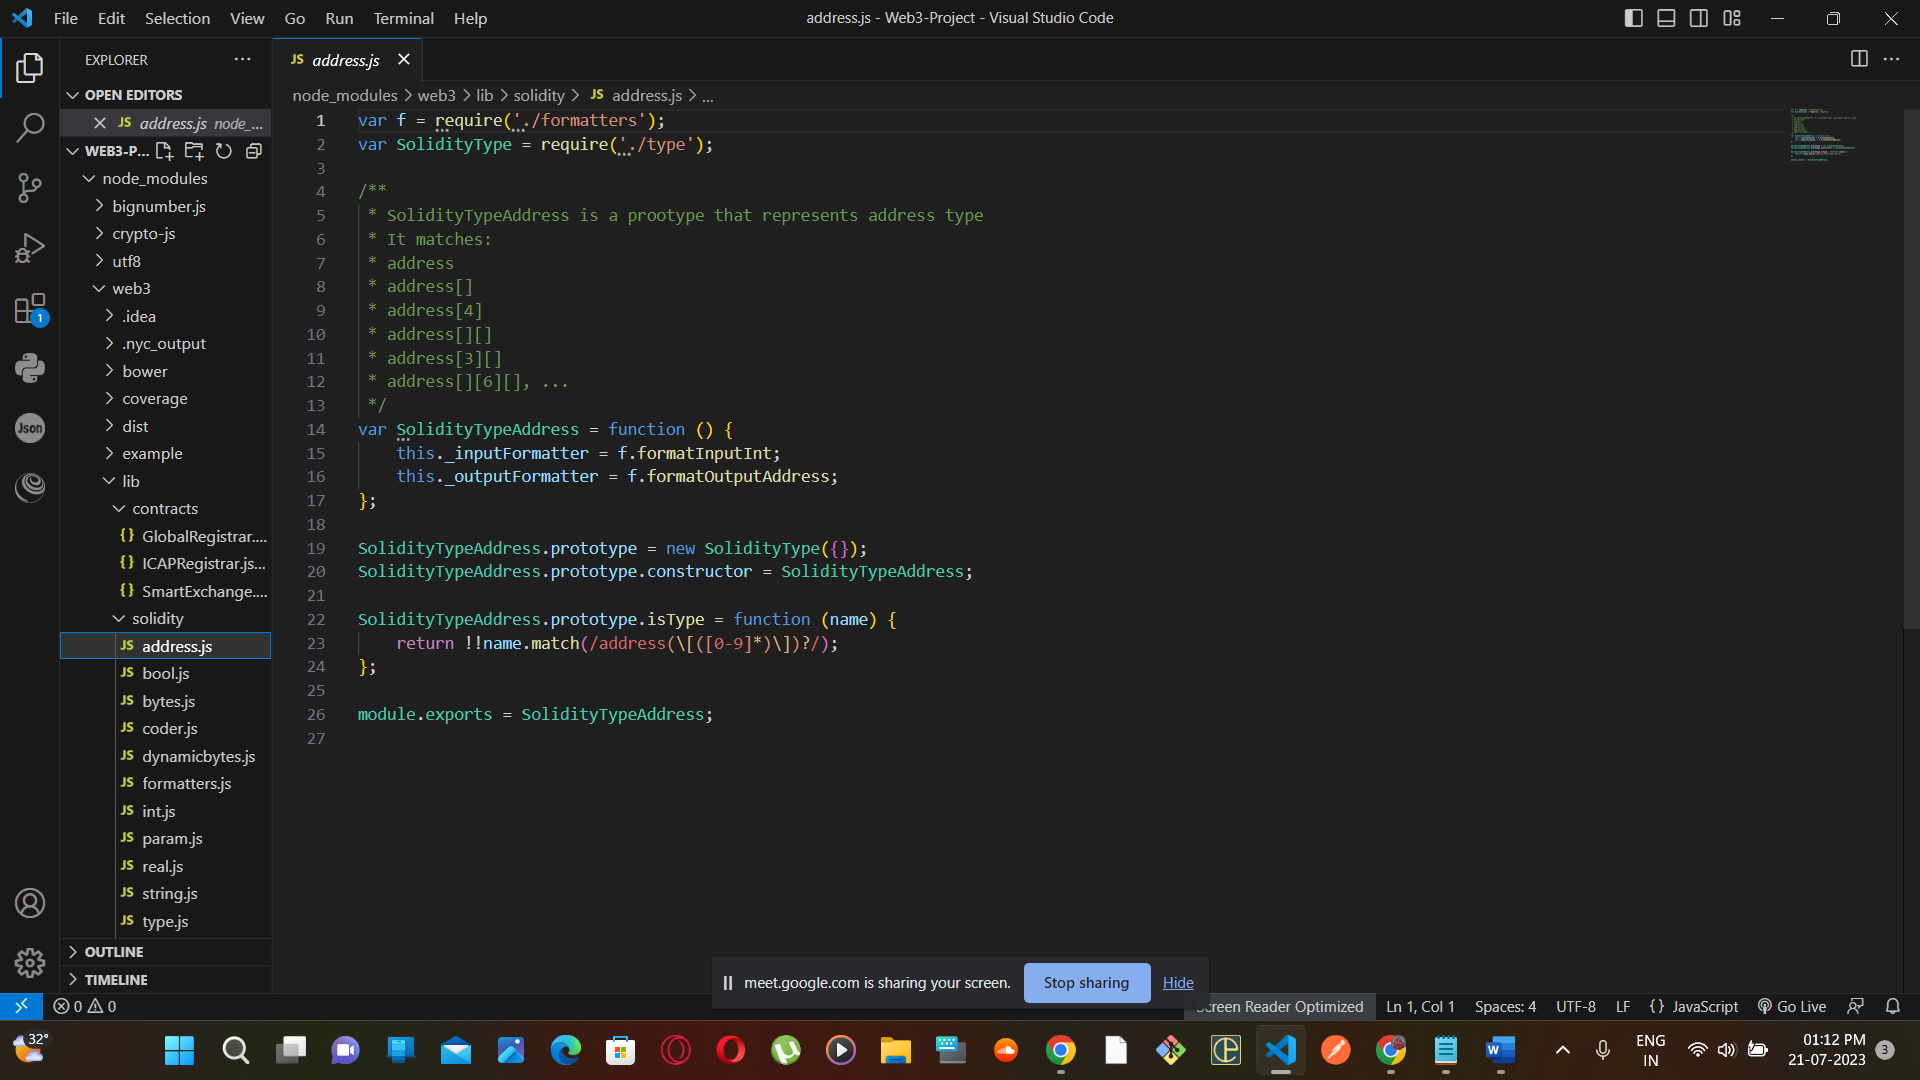 File Edit Selection View Go Run Terminal Help
address.js - Web3-Project - Visual Studio Code
EXPLORER
OPEN EDITORS
JS address.js node_...
WEB3-P...
node_modules
bignumber.js
crypto-js
utf8
web3
.idea
.nyc_output
bower
coverage
dist
example
lib
contracts
{} GlobalRegistrar....
{} ICAPRegistrar.js...
{} SmartExchange....
solidity
JS address.js
JS bool.js
JS bytes.js
JS coder.js
JS dynamicbytes.js
JS formatters.js
JS int.js
JS param.js
JS real.js
JS string.js
JS type.js
OUTLINE
TIMELINE
1
Json
JS address.js
node_modules > web3 > lib > solidity > JS address.js > ...
1 var f = require('./formatters');
2 var SolidityType = require('./type');
3
4 /**
5  * SolidityTypeAddress is a prootype that represents address type
6  * It matches:
7  * address
8  * address[]
9  * address[4]
10  * address[][]
11  * address[3][]
12  * address[][6][], ...
13  */
14 var SolidityTypeAddress = function () {
15     this._inputFormatter = f.formatInputInt;
16     this._outputFormatter = f.formatOutputAddress;
17 };
18
19 SolidityTypeAddress.prototype = new SolidityType({});
20 SolidityTypeAddress.prototype.constructor = SolidityTypeAddress;
21
22 SolidityTypeAddress.prototype.isType = function (name) {
23     return !!name.match(/address(\[([0-9]*)\])?/);
24 };
25
26 module.exports = SolidityTypeAddress;
27
meet.google.com is sharing your screen. Stop sharing Hide
0 0
Screen Reader Optimized Ln 1, Col 1 Spaces: 4 UTF-8 LF {} JavaScript Go Live
32°
ENG
IN
01:12 PM
21-07-2023
3